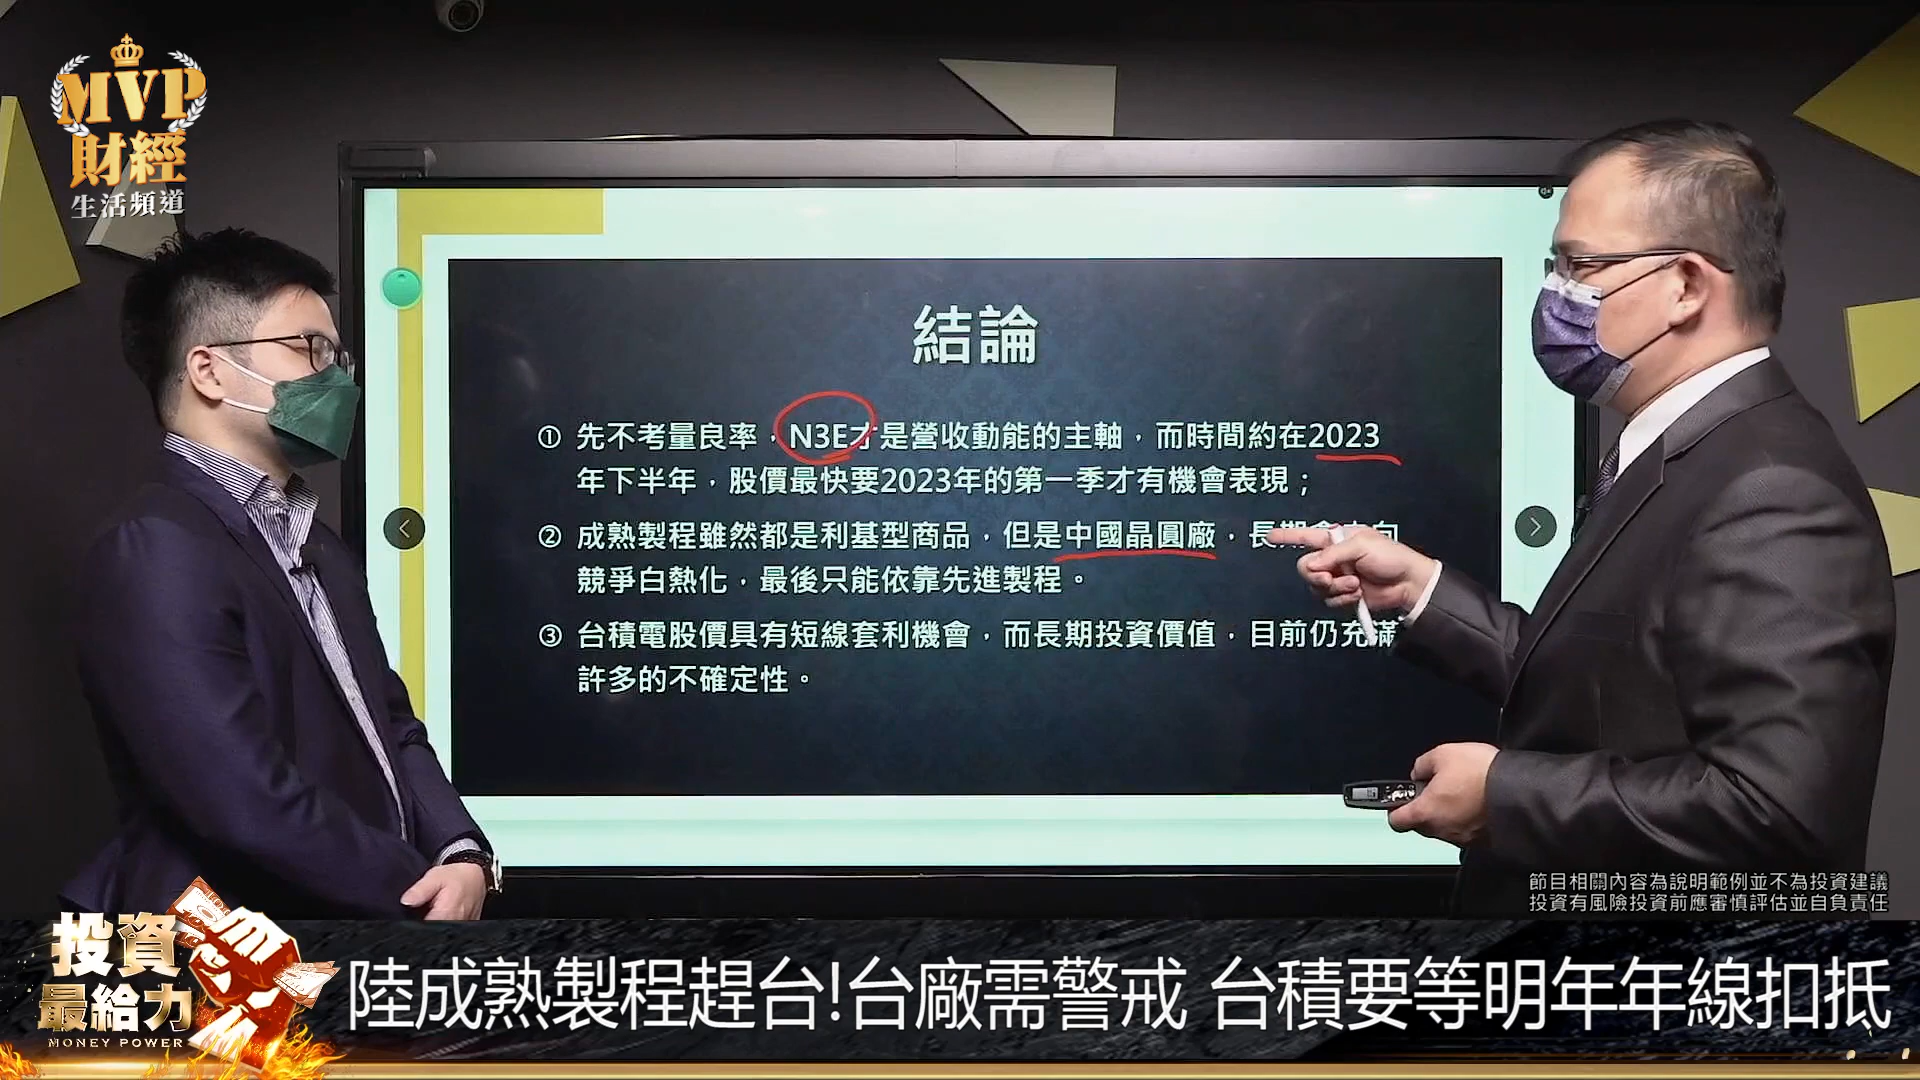 MVP
財經
生活頻道
結論
① 先不考量良率，N3E才是營收動能的主軸，而時間約在2023
年下半年，股價最快要2023年的第一季才有機會表現；
② 成熟製程雖然都是利基型商品，但是中國晶圓廠，長期會走向
競爭白熱化，最後只能依靠先進製程。
③ 台積電股價具有短線套利機會，而長期投資價值，目前仍充滿
許多的不確定性。
節目相關內容為說明範例並不為投資建議
投資有風險投資前應審慎評估並自負責任
投資
最給力
MONEY POWER
陸成熟製程趕台!台廠需警戒 台積要等明年年線扣抵